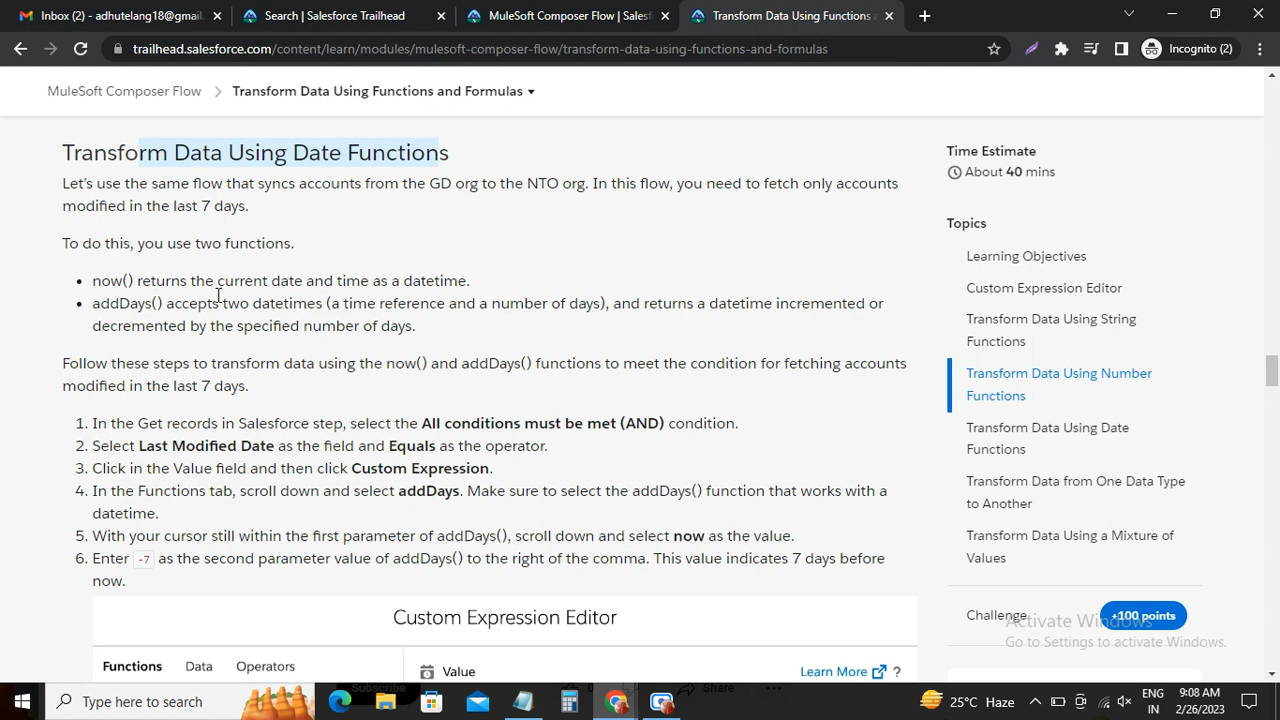 Inbox (2) - adhutelang18@gmail.
Search | Salesforce Trailhead
MuleSoft Composer Flow | Salesf
Transform Data Using Functions
trailhead.salesforce.com/content/learn/modules/mulesoft-composer-flow/transform-data-using-functions-and-formulas
Incognito (2)
MuleSoft Composer Flow
Transform Data Using Functions and Formulas
Transform Data Using Date Functions
Let's use the same flow that syncs accounts from the GD org to the NTO org. In this flow, you need to fetch only accounts
modified in the last 7 days.
To do this, you use two functions.
• now() returns the current date and time as a datetime.
• addDays() accepts two datetimes (a time reference and a number of days), and returns a datetime incremented or
decremented by the specified number of days.
Follow these steps to transform data using the now() and addDays() functions to meet the condition for fetching accounts
modified in the last 7 days.
1. In the Get records in Salesforce step, select the All conditions must be met (AND) condition.
2. Select Last Modified Date as the field and Equals as the operator.
3. Click in the Value field and then click Custom Expression.
4. In the Functions tab, scroll down and select addDays. Make sure to select the addDays() function that works with a
datetime.
5. With your cursor still within the first parameter of addDays(), scroll down and select now as the value.
6. Enter -7 as the second parameter value of addDays() to the right of the comma. This value indicates 7 days before
now.
Custom Expression Editor
Functions Data Operators
Value
Learn More ?
Time Estimate
About 40 mins
Topics
Learning Objectives
Custom Expression Editor
Transform Data Using String
Functions
Transform Data Using Number
Functions
Transform Data Using Date
Functions
Transform Data from One Data Type
to Another
Transform Data Using a Mixture of
Values
Challenge
+100 points
Activate Windows
Go to Settings to activate Windows.
Subscribe
Share
Type here to search
25°C Haze
ENG
IN
9:08 AM
2/26/2023